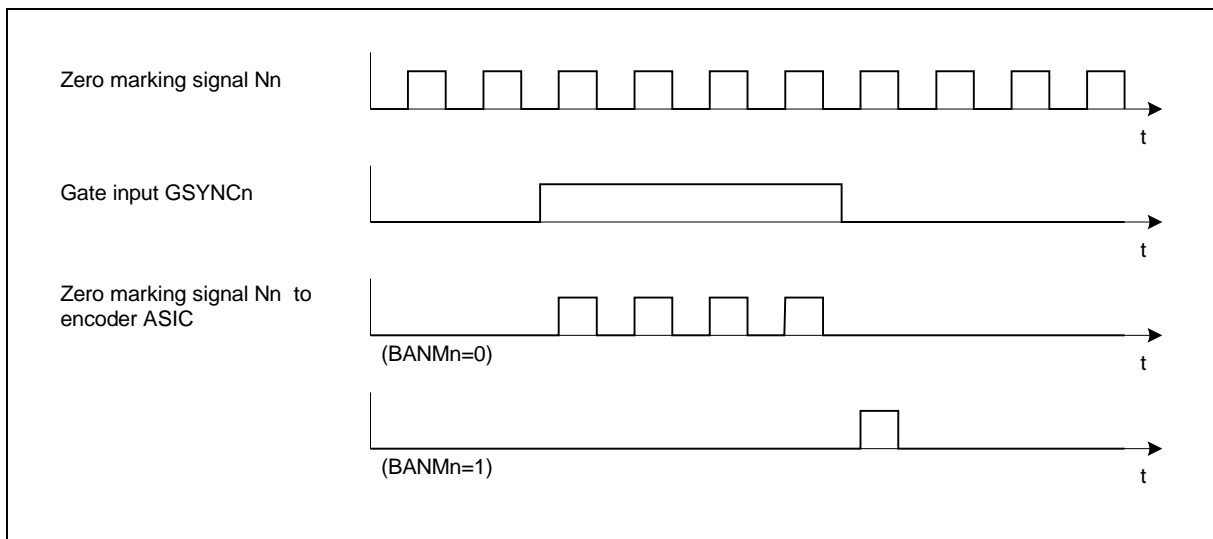 Zero marking signal Nn
t
Gate input GSYNCn
t
Zero marking signal Nn to
encoder ASIC
(BANMn=0)
t
(BANMn=1)
t